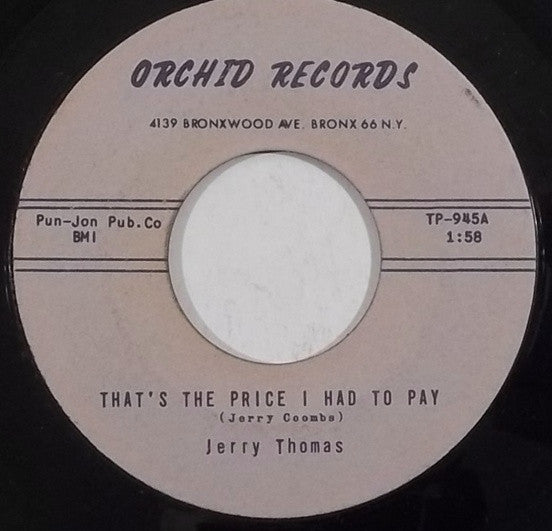 ORCHID RECORDS
4139 BRONXWOOD AVE. BRONX 66 N.Y.
Pun-Jon Pub.Co
BMI
TP-945A
1:58
THAT'S THE PRICE I HAD TO PAY
(Jerry Coombs)
Jerry Thomas